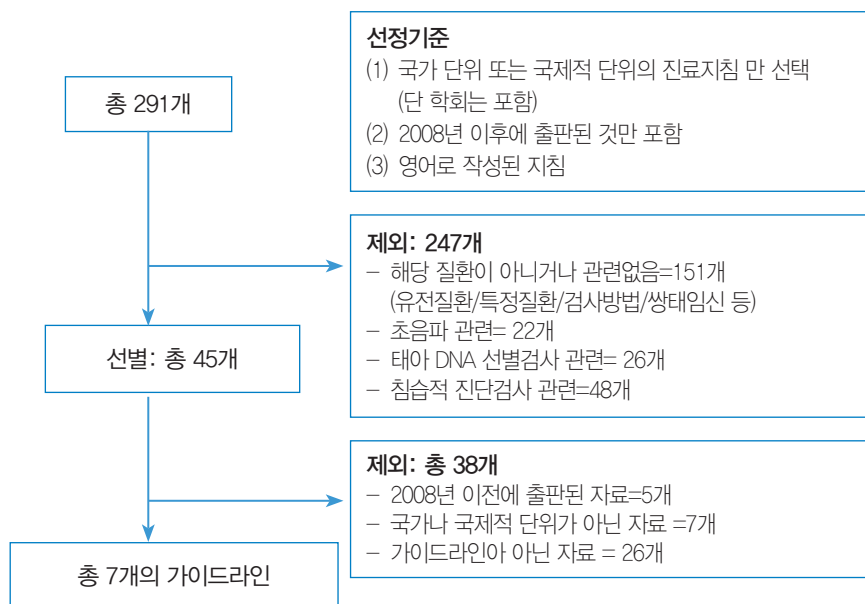 총 291개
선정기준
(1) 국가 단위 또는 국제적 단위의 진료지침 만 선택
(단 학회는 포함)
(2) 2008년 이후에 출판된 것만 포함
(3) 영어로 작성된 지침
제외: 247개
– 해당 질환이 아니거나 관련없음=151개
(유전질환/특정질환/검사방법/쌍태임신 등)
– 초음파 관련= 22개
– 태아 DNA 선별검사 관련= 26개
– 침습적 진단검사 관련=48개
선별: 총 45개
제외: 총 38개
– 2008년 이전에 출판된 자료=5개
– 국가나 국제적 단위가 아닌 자료 =7개
– 가이드라인아 아닌 자료 = 26개
총 7개의 가이드라인